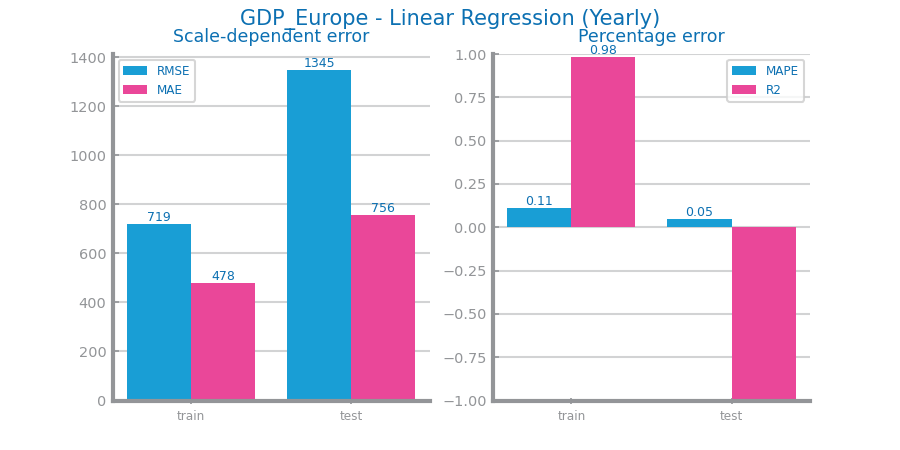 GDP_Europe - Linear Regression (Yearly)
Scale-dependent error
1400
1200
1000
800
600
400
200
0
RMSE
MAE
719
478
1345
756
train
test
Percentage error
1.00
0.75
0.50
0.25
0.00
−0.25
−0.50
−0.75
−1.00
MAPE
R2
0.11
0.98
0.05
train
test